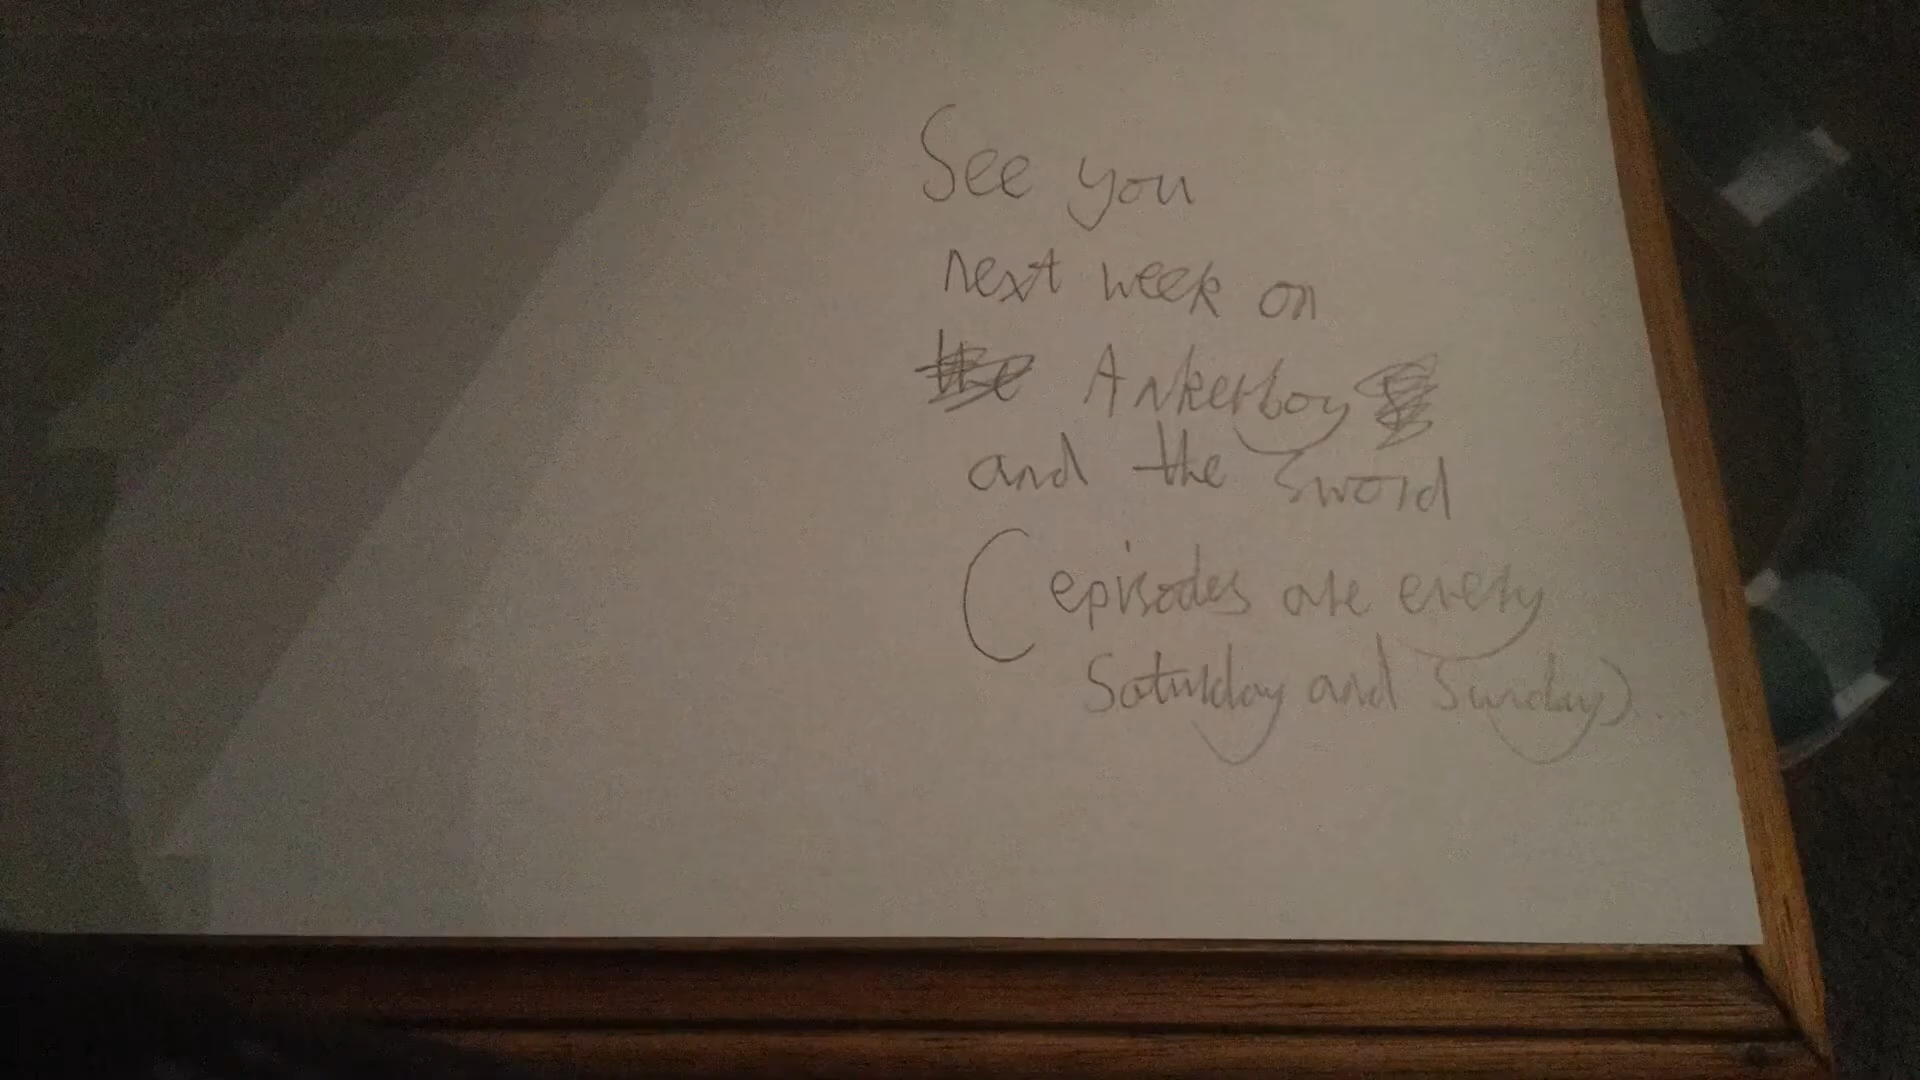 See you
next week on
Ankerboy
and the Sword
(episodes are every
Saturday and Sunday)